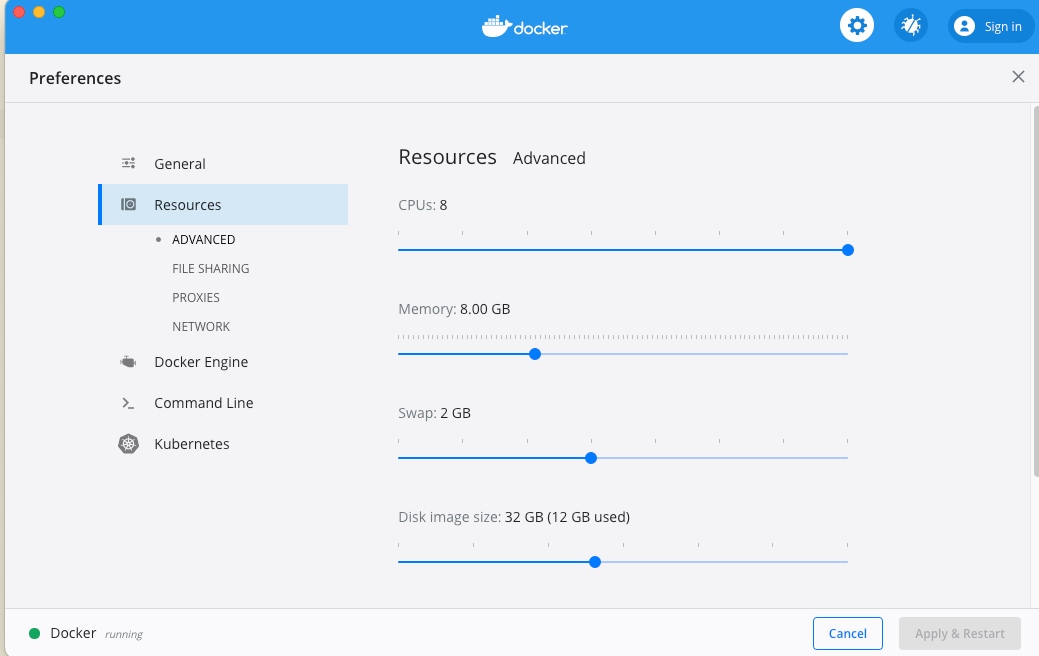 docker
Sign in
Preferences
General
Resources
ADVANCED
FILE SHARING
PROXIES
NETWORK
Docker Engine
Command Line
Kubernetes
Resources Advanced
CPUs: 8
Memory: 8.00 GB
Swap: 2 GB
Disk image size: 32 GB (12 GB used)
Docker running
Cancel
Apply & Restart